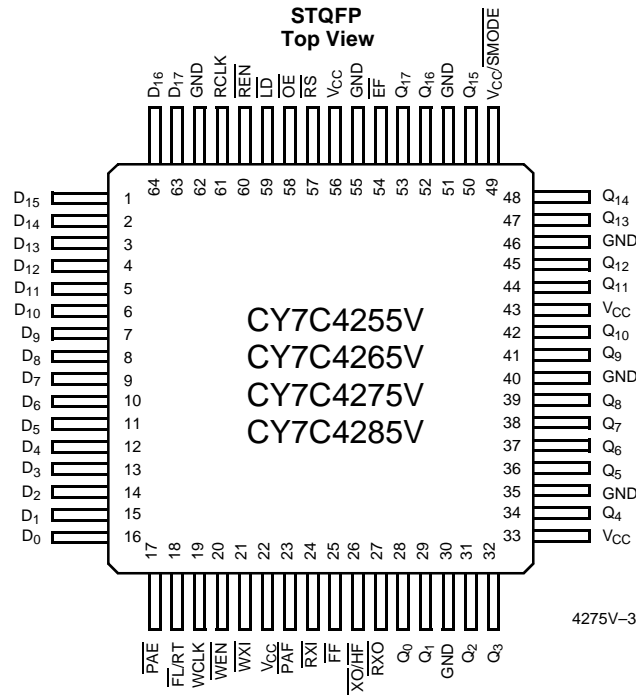 STQFP
Top View
D16
D17
GND
RCLK
REN
LD
OE
RS
VCC
GND
EF
Q17
Q16
GND
Q15
VCC/SMODE
64
63
62
61
60
59
58
57
56
55
54
53
52
51
50
49
D15 1
D14 2
D13 3
D12 4
D11 5
D10 6
D9 7
D8 8
D7 9
D6 10
D5 11
D4 12
D3 13
D2 14
D1 15
D0 16
CY7C4255V
CY7C4265V
CY7C4275V
CY7C4285V
48 Q14
47 Q13
46 GND
45 Q12
44 Q11
43 VCC
42 Q10
41 Q9
40 GND
39 Q8
38 Q7
37 Q6
36 Q5
35 GND
34 Q4
33 VCC
17
18
19
20
21
22
23
24
25
26
27
28
29
30
31
32
PAE
FL/RT
WCLK
WEN
WXI
VCC
PAF
RXI
FF
XO/HF
RXO
Q0
Q1
GND
Q2
Q3
4275V–3